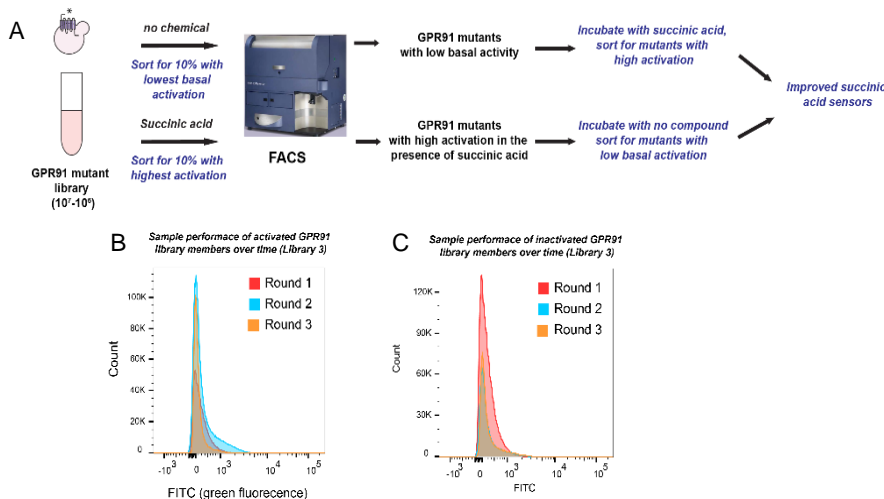 A
*
no chemical
Sort for 10% with
lowest basal
activation
Succinic acid
Sort for 10% with
highest activation
GPR91 mutant
library
(10⁷-10⁶)
FACS
GPR91 mutants
with low basal activity
GPR91 mutants
with high activation in the
presence of succinic acid
Incubate with succinic acid,
sort for mutants with
high activation
Incubate with no compound
sort for mutants with
low basal activation
Improved succinic
acid sensors
B
Sample performace of activated GPR91
library members over time (Library 3)
Round 1
Round 2
Round 3
100K
80K
60K
40K
20K
0
Count
-10³ 0 10³ 10⁴ 10⁵
FITC (green fluorecence)
C
Sample performace of inactivated GPR91
library members over time (Library 3)
Round 1
Round 2
Round 3
120K
90K
60K
30K
0
Count
-10³ 0 10³ 10⁴ 10⁵
FITC